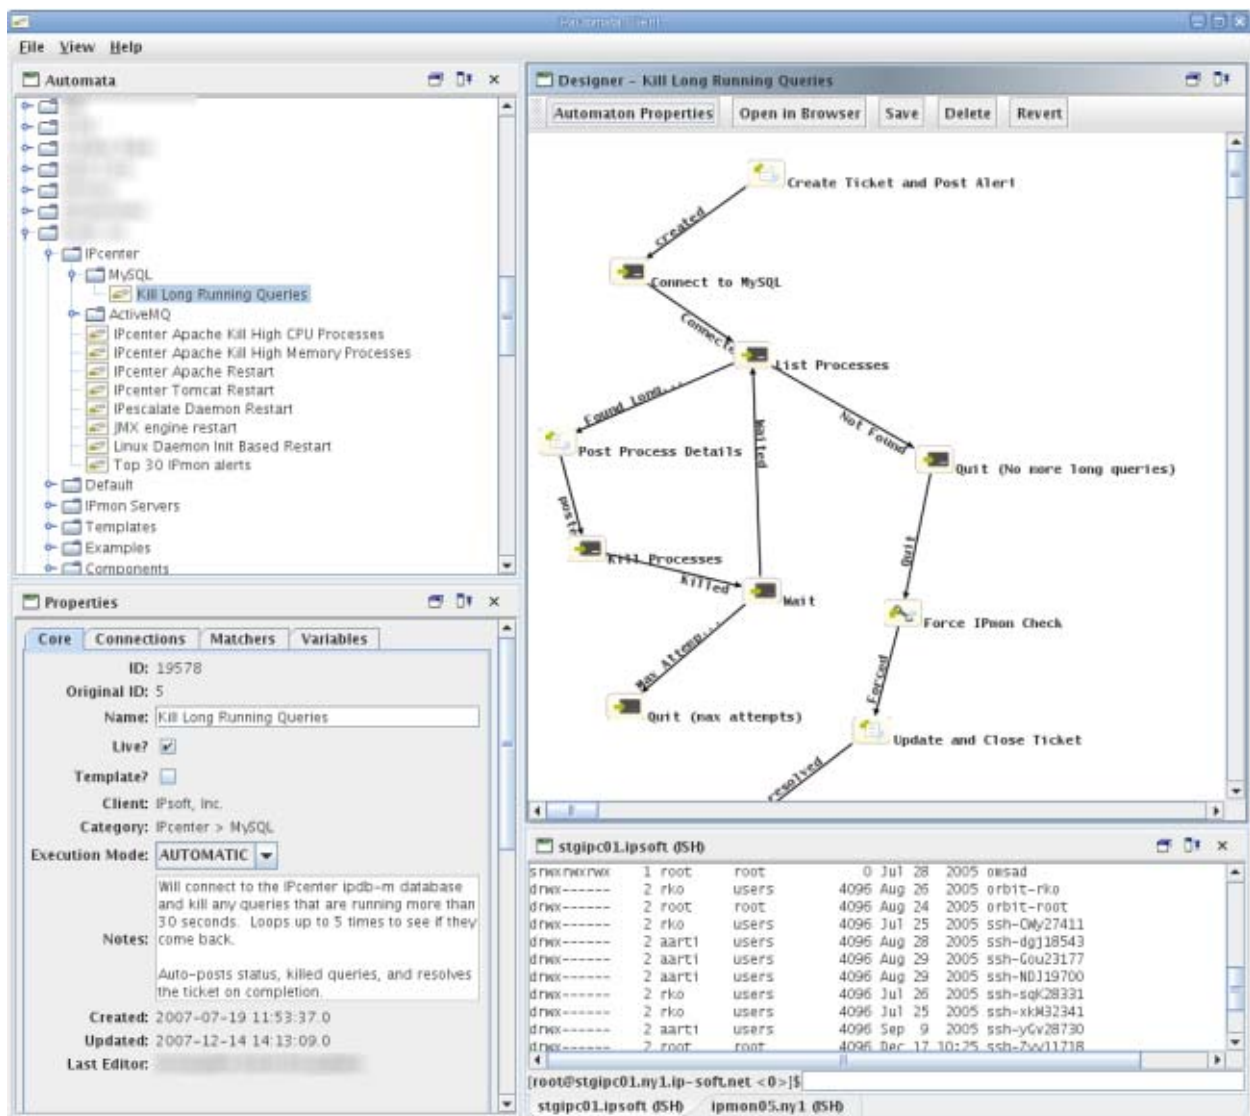 File View Help
Automata
IPcenter
MySQL
Kill Long Running Queries
ActiveMQ
IPcenter Apache Kill High CPU Processes
IPcenter Apache Kill High Memory Processes
IPcenter Apache Restart
IPcenter Tomcat Restart
IPescalate Daemon Restart
JMX engine restart
Linux Daemon Init Based Restart
Top 30 IPmon alerts
Default
IPmon Servers
Templates
Examples
Components
Properties
Core Connections Matchers Variables
ID: 19578
Original ID: 5
Name: Kill Long Running Queries
Live?
Template?
Client: IPsoft, Inc.
Category: IPcenter > MySQL
Execution Mode: AUTOMATIC
Notes: Will connect to the IPcenter ipdb-m database
and kill any queries that are running more than
30 seconds. Loops up to 5 times to see if they
come back.
Auto-posts status, killed queries, and resolves
the ticket on completion.
Created: 2007-07-19 11:53:37.0
Updated: 2007-12-14 14:13:09.0
Last Editor:
Designer - Kill Long Running Queries
Automaton Properties Open in Browser Save Delete Revert
Create Ticket and Post Alert
created
Connect to MySQL
Connecte
List Processes
Found Long...
Not Found
Waited
Post Process Details
Quit (No more long queries)
poste
Kill Processes
Killed
Wait
Quit
Force IPmon Check
Max Attemp...
Forced
Quit (max attempts)
Update and Close Ticket
resolved
stgipc01.ipsoft (ISH)
srwxrwxrwx 1 root root 0 Jul 28 2005 omsad
drwx------ 2 rko users 4096 Aug 26 2005 orbit-rko
drwx------ 2 root root 4096 Aug 24 2005 orbit-root
drwx------ 2 rko users 4096 Jul 25 2005 ssh-CWy27411
drwx------ 2 aarti users 4096 Aug 28 2005 ssh-dgj18543
drwx------ 2 aarti users 4096 Aug 29 2005 ssh-Gou23177
drwx------ 2 aarti users 4096 Aug 29 2005 ssh-NDJ19700
drwx------ 2 rko users 4096 Jul 26 2005 ssh-sqK28331
drwx------ 2 rko users 4096 Jul 25 2005 ssh-xkM32341
drwx------ 2 aarti users 4096 Sep 9 2005 ssh-yGv28730
drwx------ 2 root root 4096 Dec 17 10:25
[root@stgipc01.ny1.ip-soft.net <0>]$
stgipc01.ipsoft (ISH) ipmon05.ny1 (ISH)